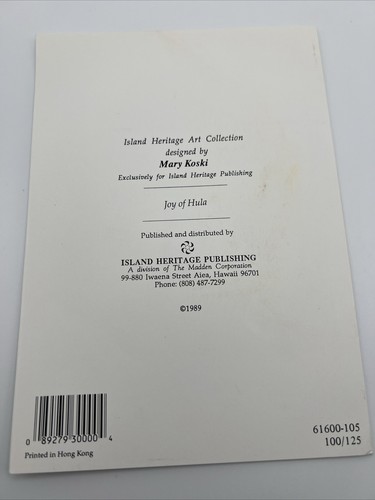 Island Heritage Art Collection
designed by
Mary Koski
Exclusively for Island Heritage Publishing
Joy of Hula
Published and distributed by
ISLAND HERITAGE PUBLISHING
A division of The Madden Corporation
99-880 Iwaena Street Aiea, Hawaii 96701
Phone: (808) 487-7299
©1989
0 89279 30000 4
Printed in Hong Kong
61600-105
100/125